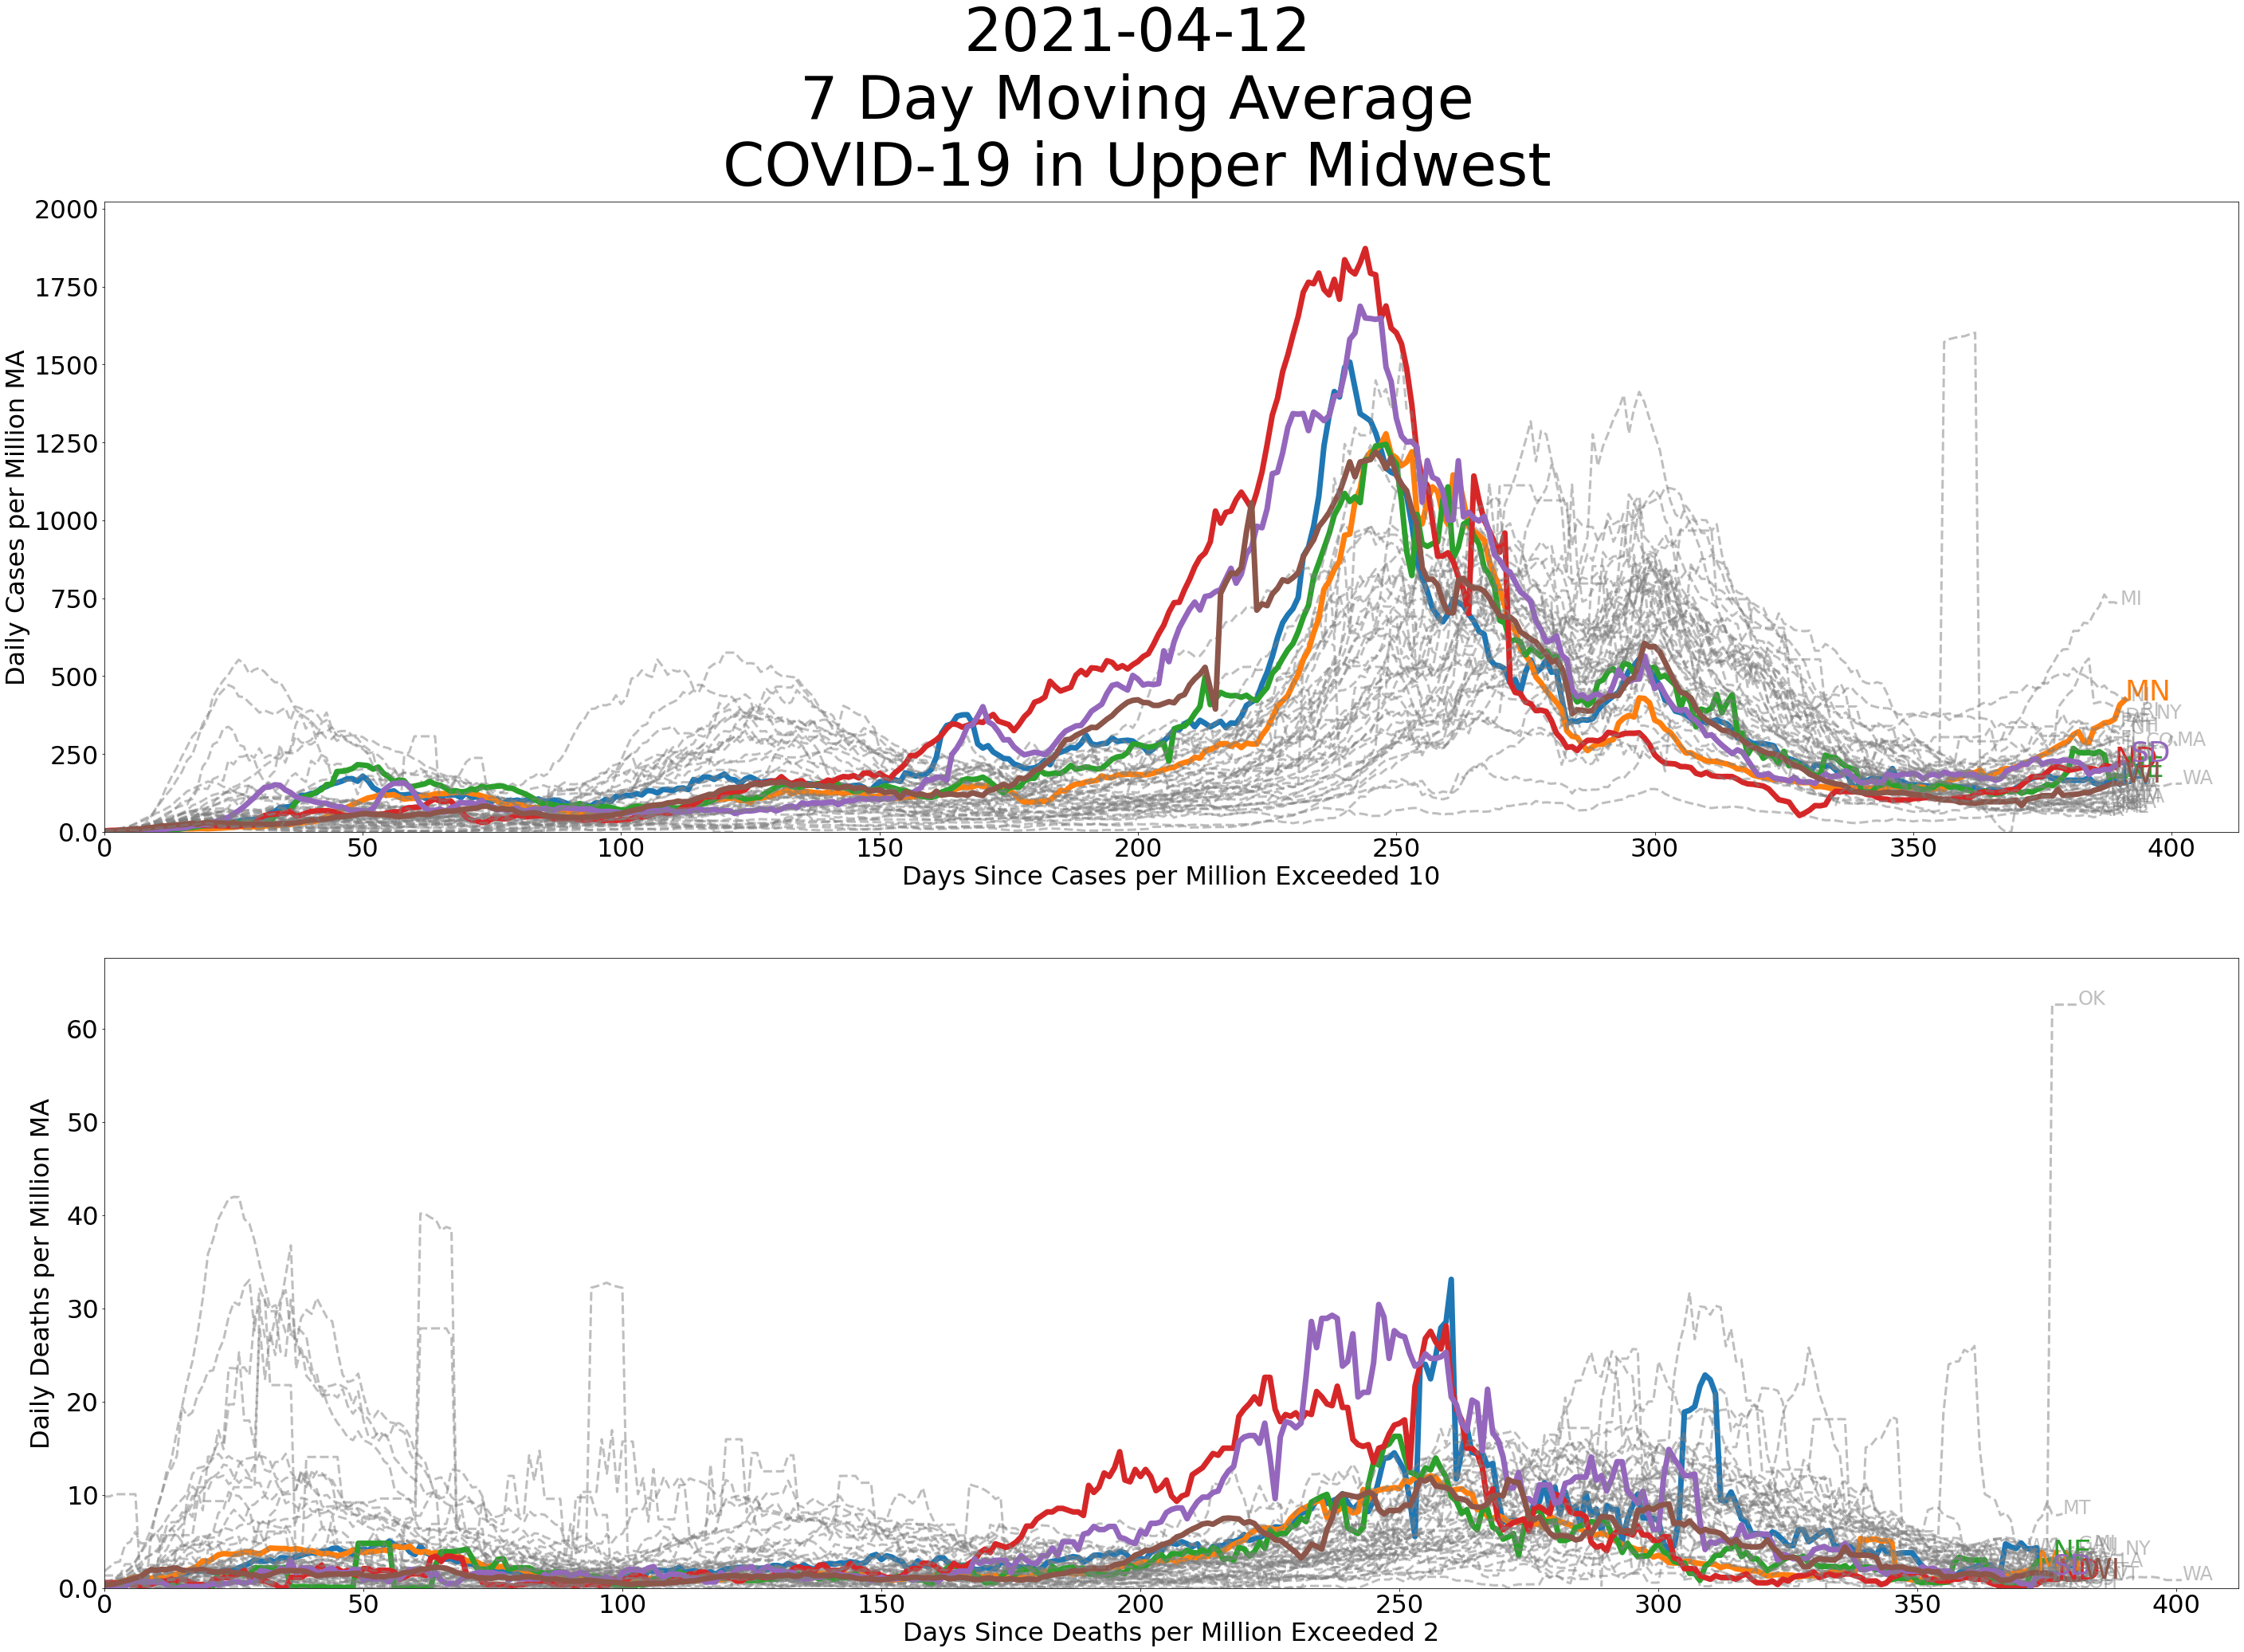 2021-04-12
7 Day Moving Average
COVID-19 in Upper Midwest
Daily Cases per Million MA
2000
1750
1500
1250
1000
750
500
250
0.0
MI
MN
NY
MA
SD
WA
0 50 100 150 200 250 300 350 400
Days Since Cases per Million Exceeded 10
Daily Deaths per Million MA
60
50
40
30
20
10
0.0
OK
MT
NE
NY
WI
WA
0 50 100 150 200 250 300 350 400
Days Since Deaths per Million Exceeded 2